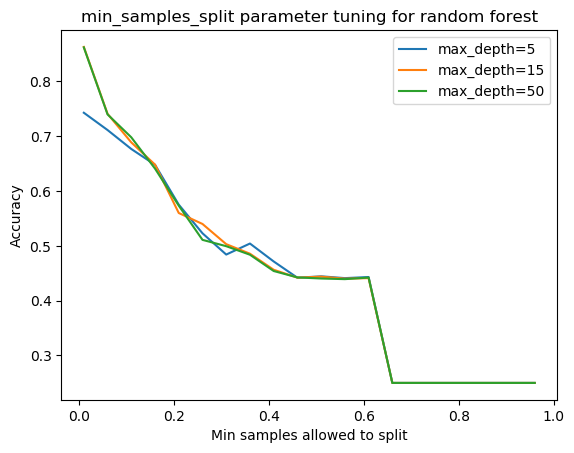 min_samples_split parameter tuning for random forest
max_depth=5
max_depth=15
max_depth=50
Accuracy
0.8
0.7
0.6
0.5
0.4
0.3
0.0 0.2 0.4 0.6 0.8 1.0
Min samples allowed to split